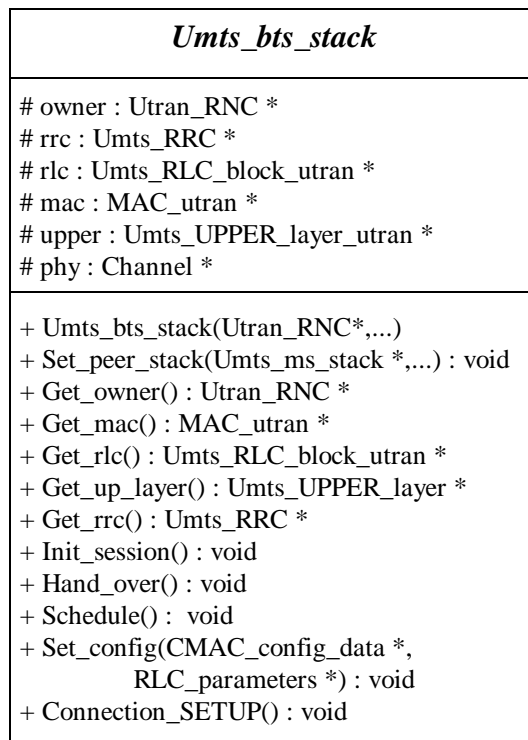 Umts_bts_stack
# owner : Utran_RNC *
# rrc : Umts_RRC *
# rlc : Umts_RLC_block_utran *
# mac : MAC_utran *
# upper : Umts_UPPER_layer_utran *
# phy : Channel *
+ Umts_bts_stack(Utran_RNC*,...)
+ Set_peer_stack(Umts_ms_stack *,...) : void
+ Get_owner() : Utran_RNC *
+ Get_mac() : MAC_utran *
+ Get_rlc() : Umts_RLC_block_utran *
+ Get_up_layer() : Umts_UPPER_layer *
+ Get_rrc() : Umts_RRC *
+ Init_session() : void
+ Hand_over() : void
+ Schedule() : void
+ Set_config(CMAC_config_data *,
RLC_parameters *) : void
+ Connection_SETUP() : void